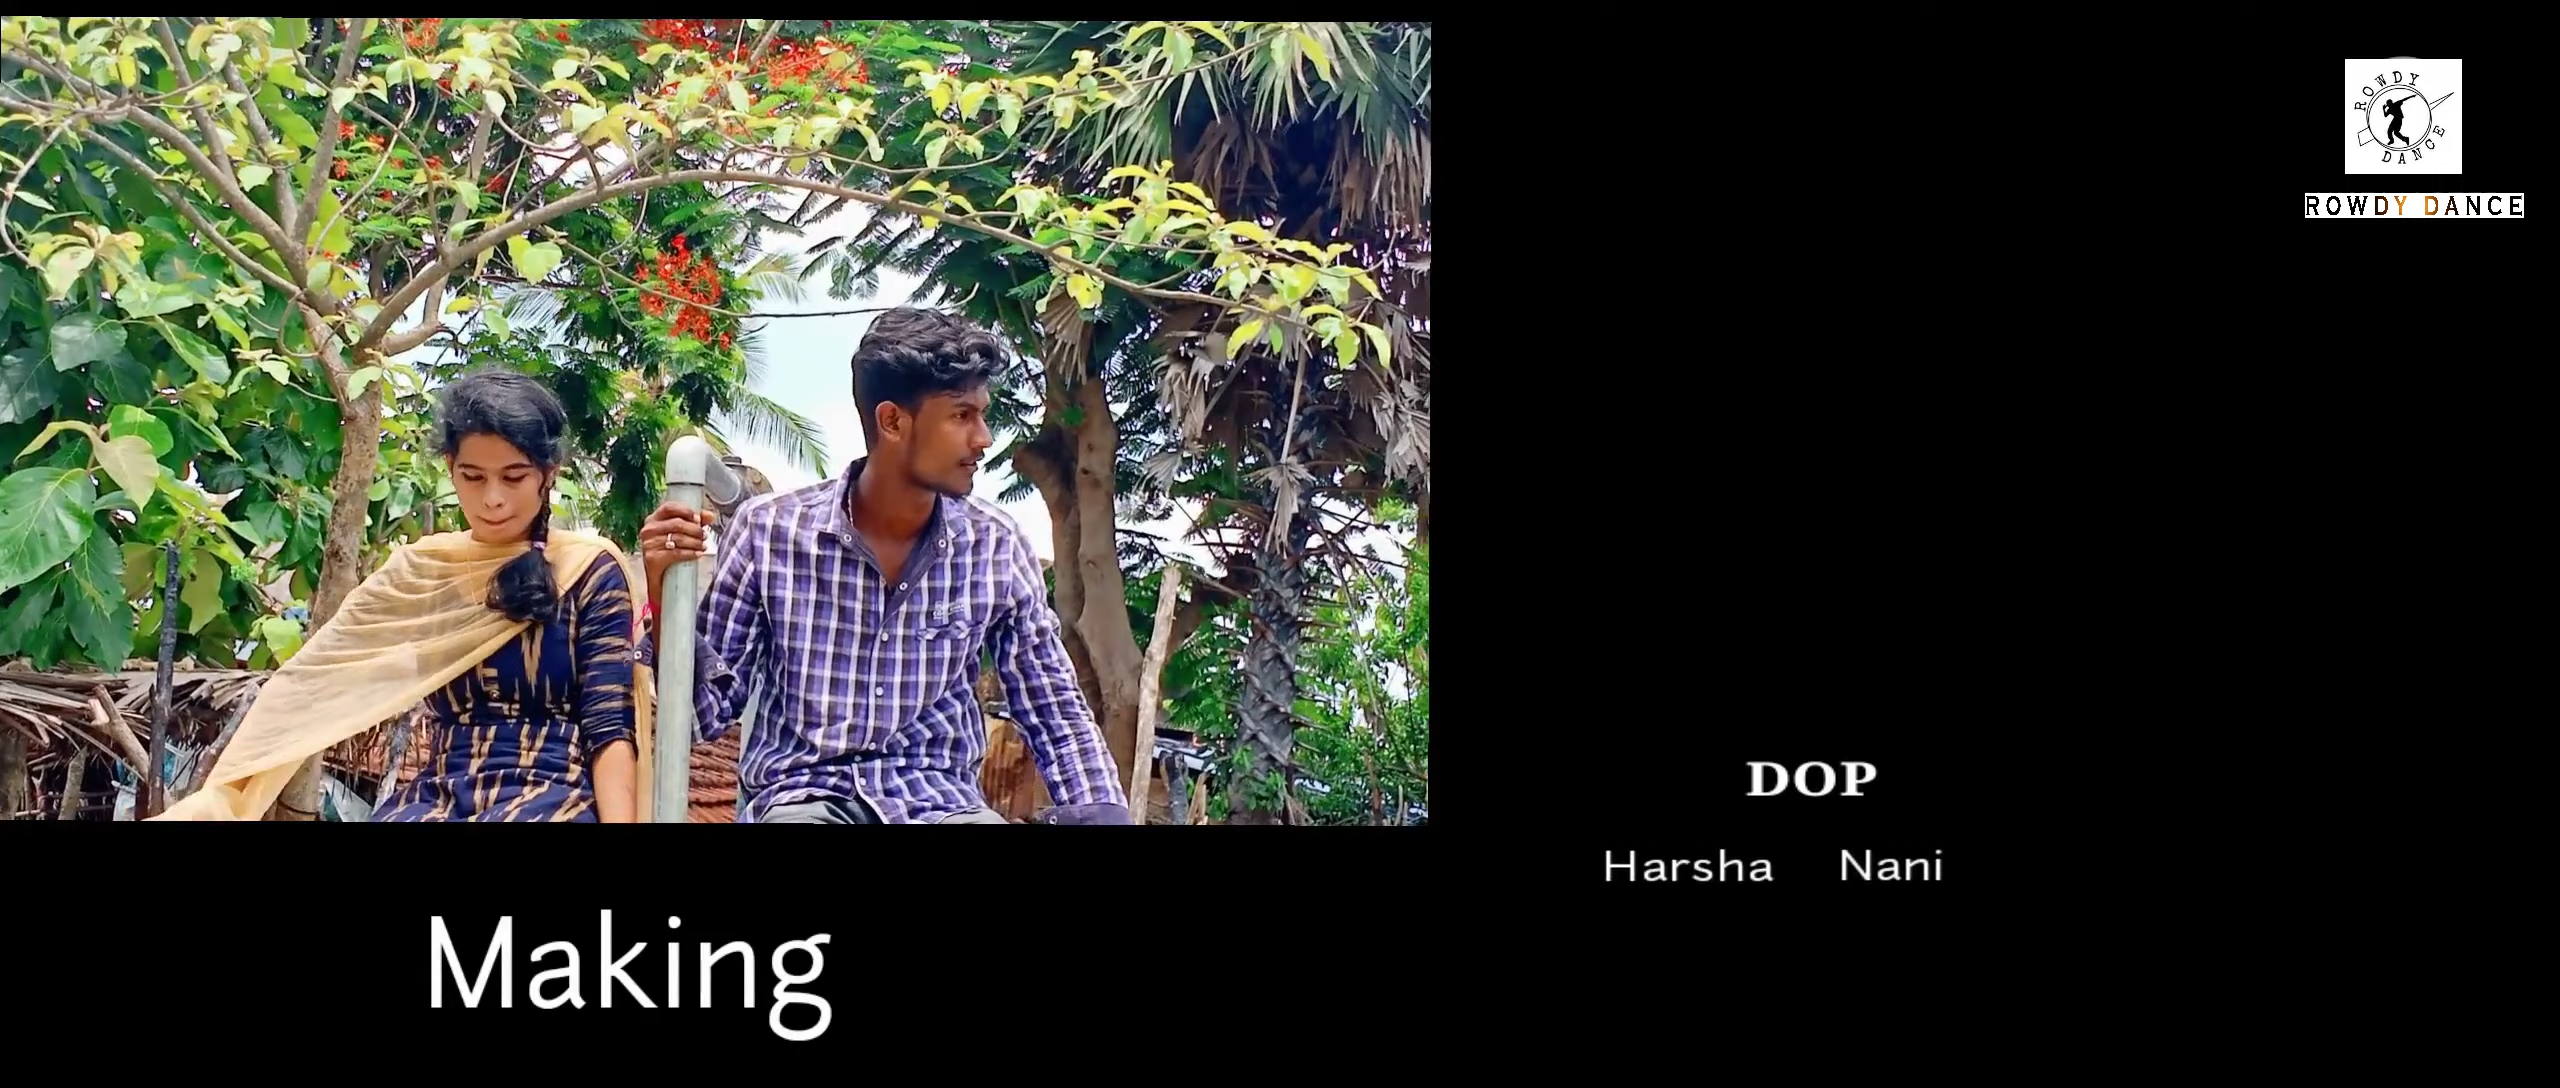 ROWDY
DANCE
ROWDY DANCE
DOP
Harsha Nani
Making